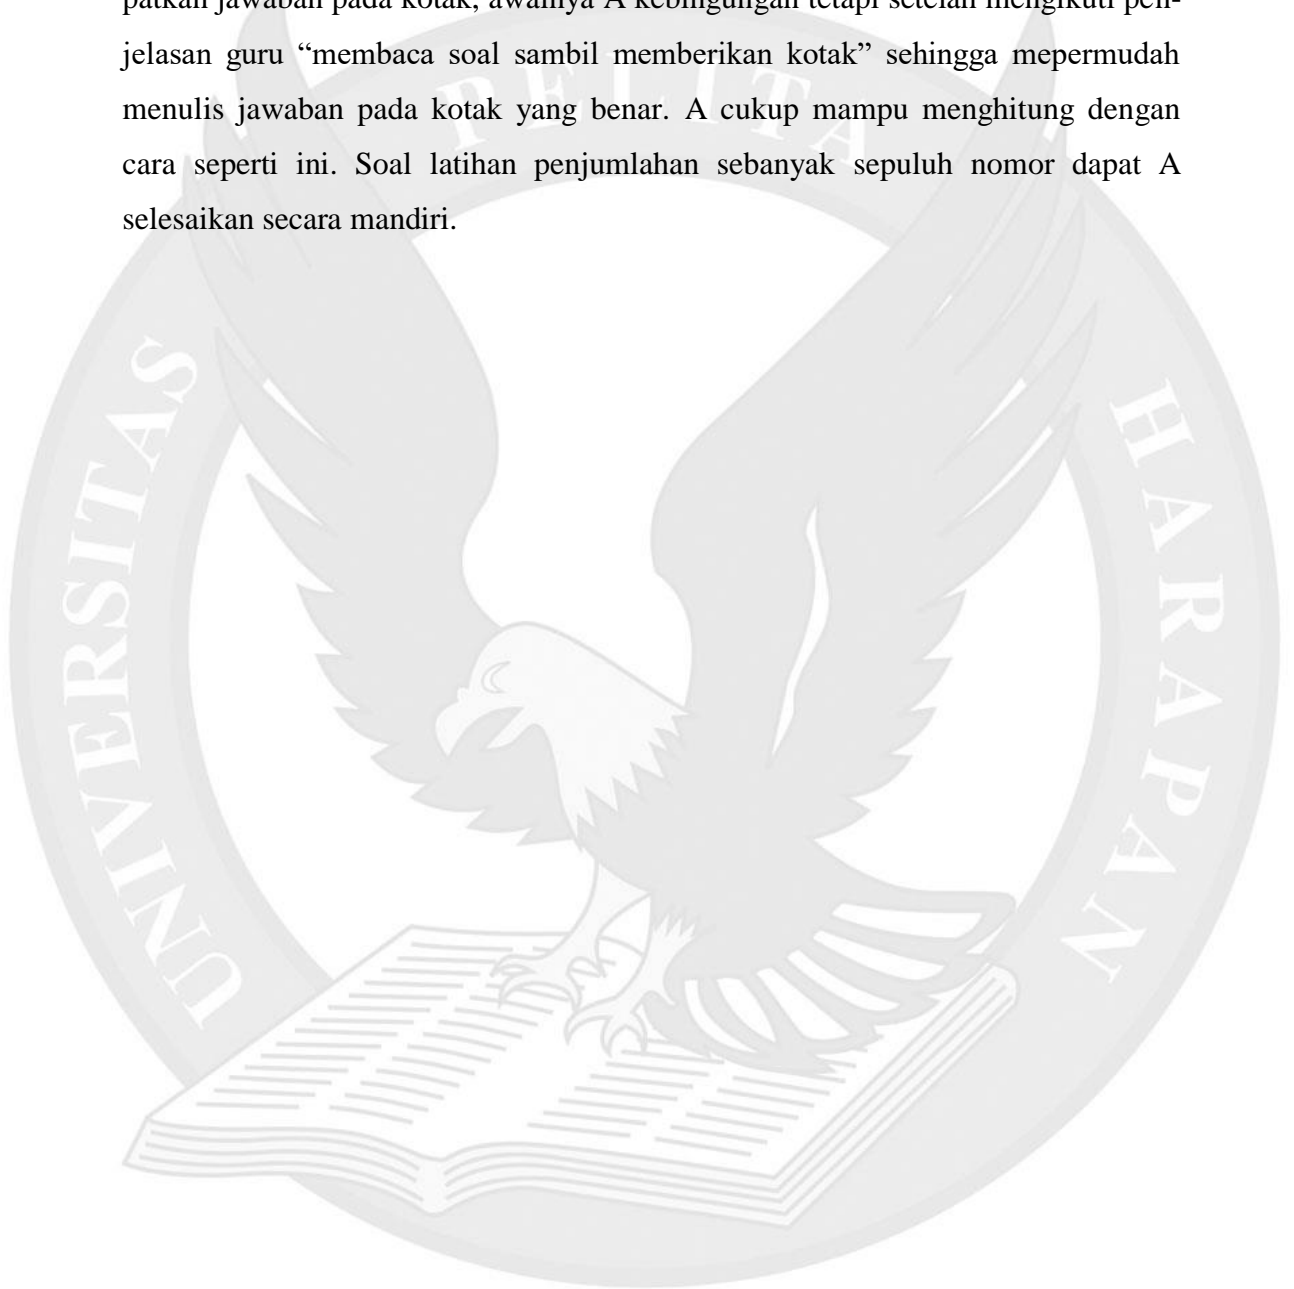 patkan jawaban pada kotak, awalnya A kebingungan tetapi setelah mengikuti pen-
jelasan guru “membaca soal sambil memberikan kotak” sehingga mepermudah
menulis jawaban pada kotak yang benar. A cukup mampu menghitung dengan
cara seperti ini. Soal latihan penjumlahan sebanyak sepuluh nomor dapat A
selesaikan secara mandiri.
UNIVERSITAS PELITA HARAPAN